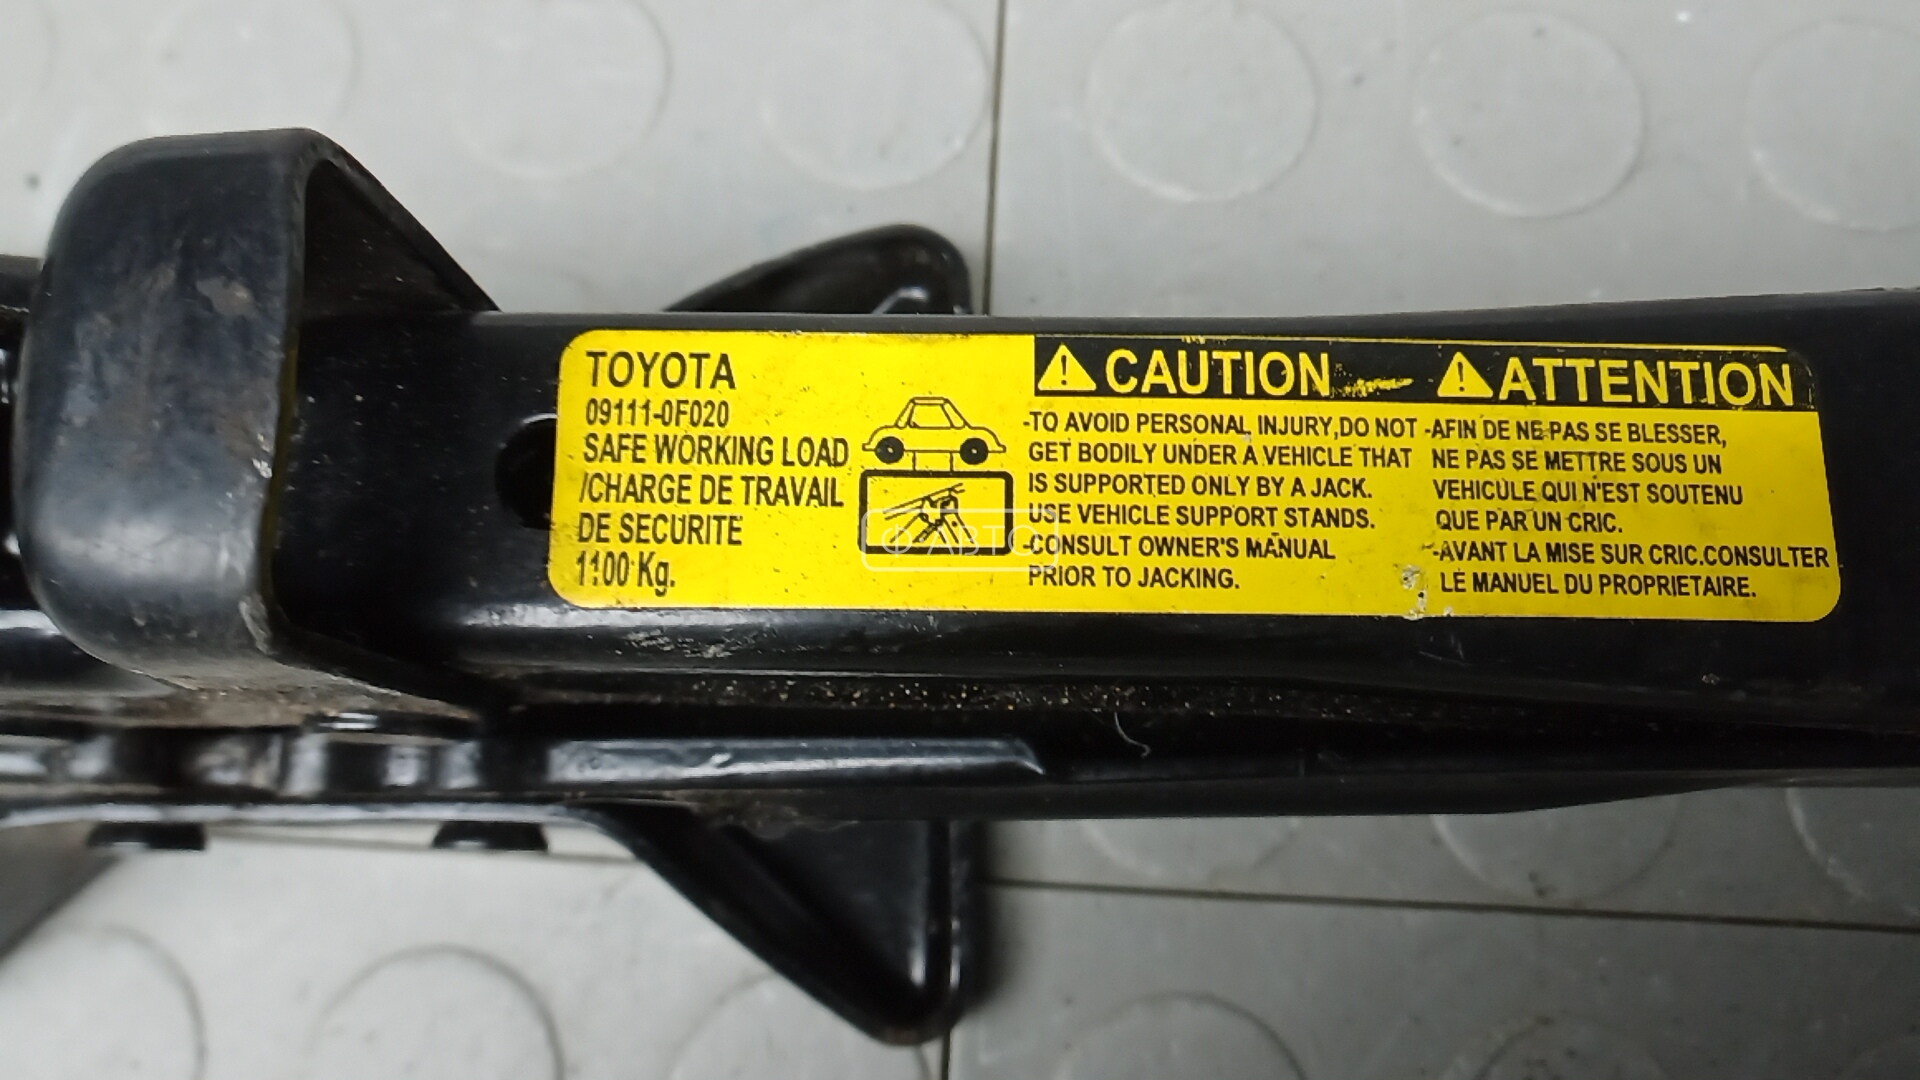 TOYOTA
09111-0F020
SAFE WORKING LOAD
/CHARGE DE TRAVAIL
DE SECURITE
1100 Kg.
CAUTION
-TO AVOID PERSONAL INJURY,DO NOT
GET BODILY UNDER A VEHICLE THAT
IS SUPPORTED ONLY BY A JACK.
USE VEHICLE SUPPORT STANDS.
-CONSULT OWNER'S MANUAL
PRIOR TO JACKING.
ATTENTION
-AFIN DE NE PAS SE BLESSER,
NE PAS SE METTRE SOUS UN
VEHICULE QUI N'EST SOUTENU
QUE PAR UN CRIC.
-AVANT LA MISE SUR CRIC.CONSULTER
LE MANUEL DU PROPRIETAIRE.
Ф АВТО